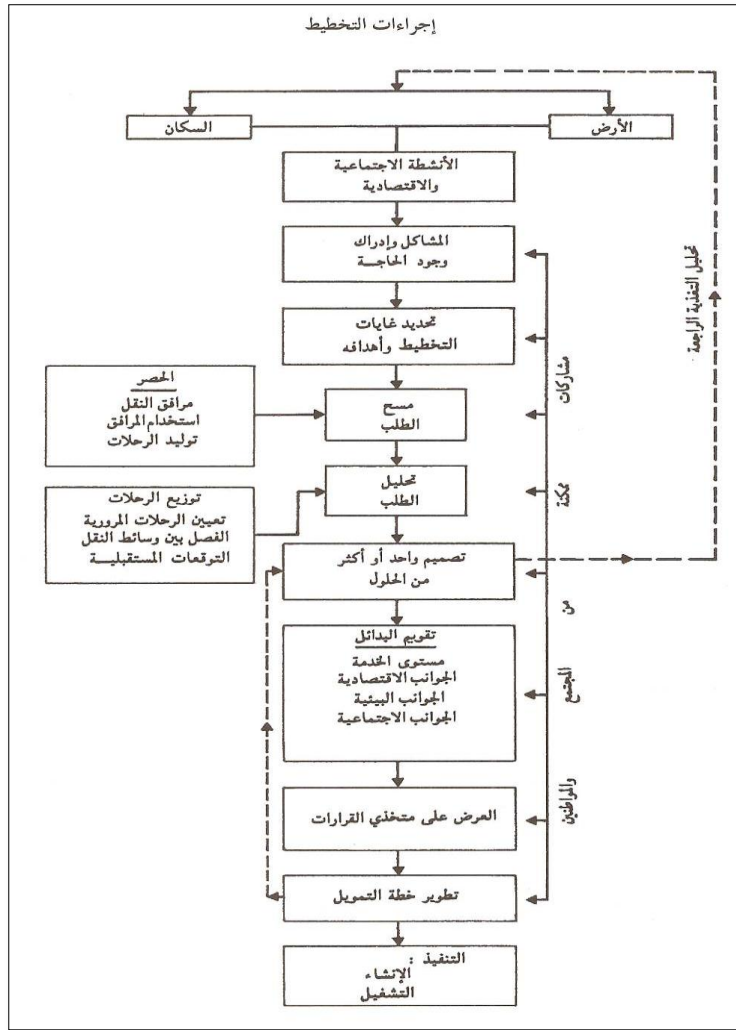 إجراءات التخطيط
الأرض
السكان
الأنشطة الاجتماعية
والاقتصادية
المشاكل وإدراك
وجود الحاجة
تحديد غايات
التخطيط وأهدافه
الحصر
مرافق النقل
استخدام المرافق
توليد الرحلات
مسح
الطلب
تحليل
الطلب
توزيع الرحلات
تعيين الرحلات المرورية
الفصل بين وسائط النقل
التوقعات المستقبلية
تصميم واحد أو أكثر
من الحلول
تقويم البدائل
مستوى الخدمة
الجوانب الاقتصادية
الجوانب البيئية
الجوانب الاجتماعية
العرض على متخذي القرارات
تطوير خطة التمويل
التنفيذ :
الإنشاء
التشغيل
مشاركات
ممكنة
من
المجتمع
والمواطنين
تحليل التغذية الراجعة